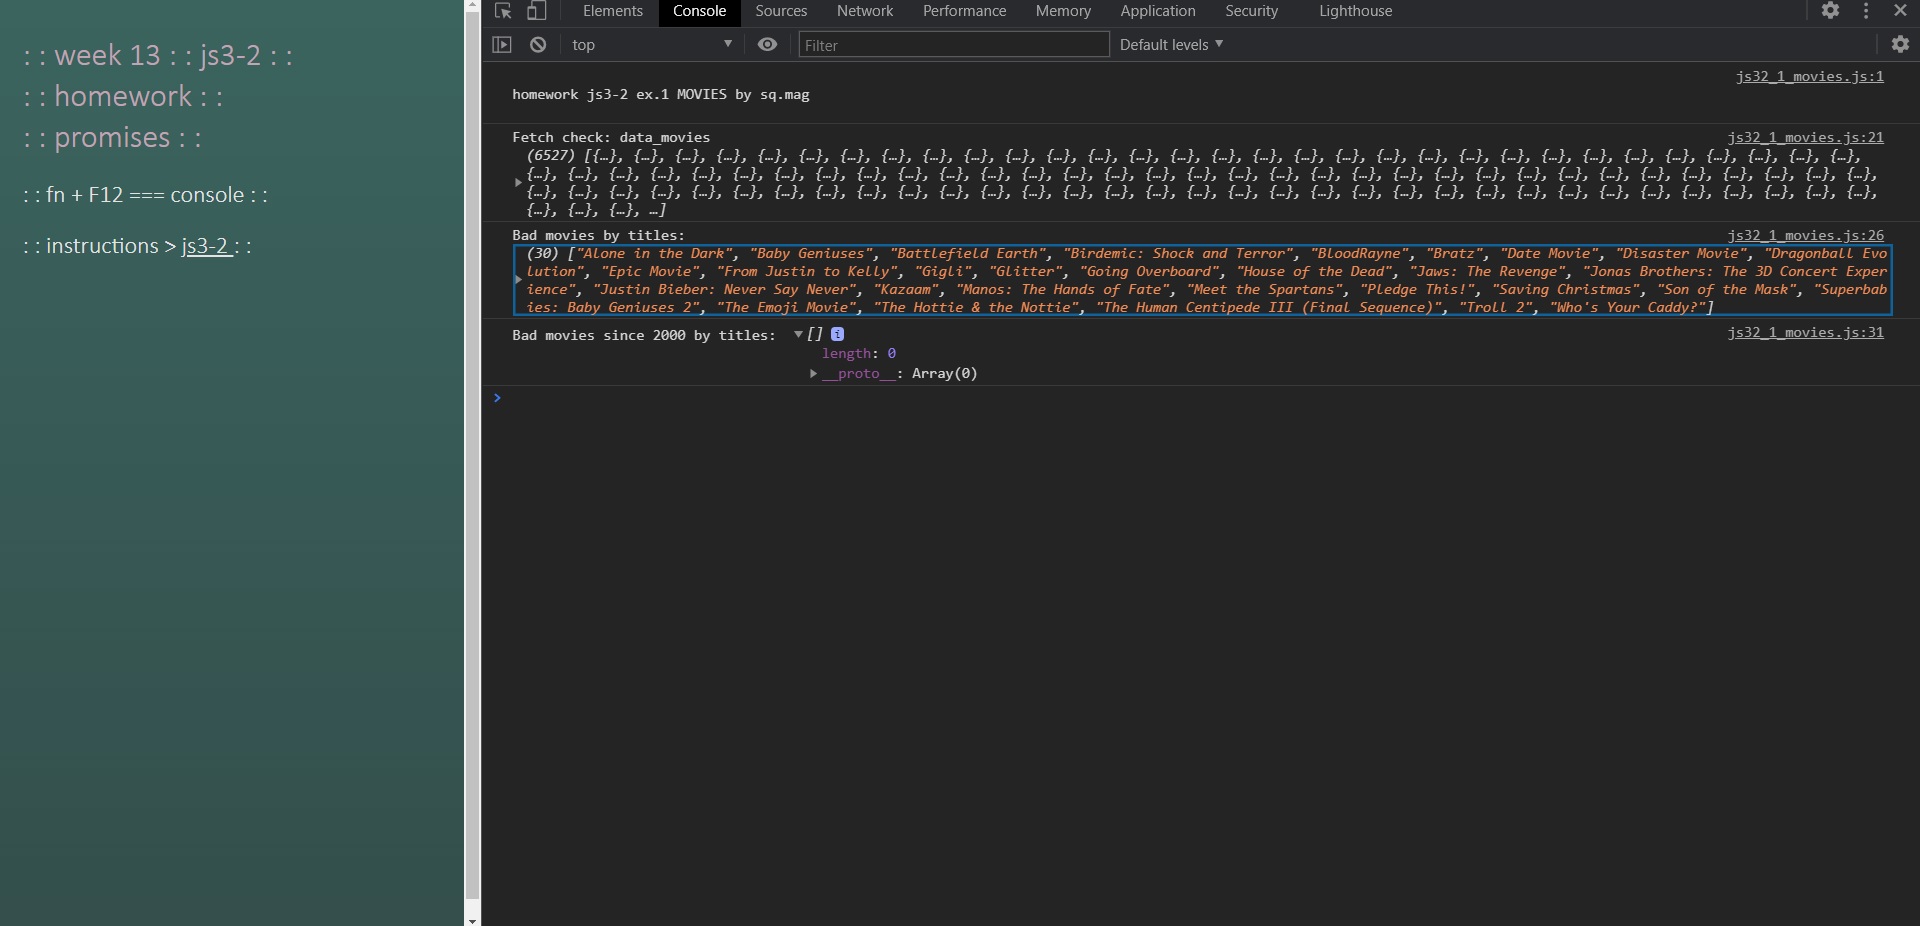 : : week 13 : : js3-2 : :
: : homework : :
: : promises : :
: : fn + F12 === console : :
: : instructions > js3-2 : :
Elements Console Sources Network Performance Memory Application Security Lighthouse
top Filter Default levels
js32_1_movies.js:1
homework js3-2 ex.1 MOVIES by sq.mag
Fetch check: data_movies js32_1_movies.js:21
(6527) [{…}, {…}, {…}, {…}, {…}, {…}, {…}, {…}, {…}, {…}, {…}, {…}, {…}, {…}, {…}, {…}, {…}, {…}, {…}, {…}, {…}, {…}, {…}, {…}, {…}, {…}, {…}, {…}, {…}, {…}, {…},
{…}, {…}, {…}, {…}, {…}, {…}, {…}, {…}, {…}, {…}, {…}, {…}, {…}, {…}, {…}, {…}, {…}, {…}, {…}, {…}, {…}, {…}, {…}, {…}, {…}, {…}, {…}, {…}, {…}, {…}, {…}, {…}, {…},
{…}, {…}, {…}, {…}, {…}, {…}, {…}, {…}, {…}, {…}, {…}, {…}, {…}, {…}, {…}, {…}, {…}, {…}, {…}, {…}, {…}, {…}, {…}, {…}, {…}, {…}, {…}, {…}, {…}, {…}, {…}, {…}, {…},
{…}, {…}, {…}, …]
Bad movies by titles: js32_1_movies.js:26
(30) ["Alone in the Dark", "Baby Geniuses", "Battlefield Earth", "Birdemic: Shock and Terror", "BloodRayne", "Bratz", "Date Movie", "Disaster Movie", "Dragonball Evo
lution", "Epic Movie", "From Justin to Kelly", "Gigli", "Glitter", "Going Overboard", "House of the Dead", "Jaws: The Revenge", "Jonas Brothers: The 3D Concert Exper
ience", "Justin Bieber: Never Say Never", "Kazaam", "Manos: The Hands of Fate", "Meet the Spartans", "Pledge This!", "Saving Christmas", "Son of the Mask", "Superbab
ies: Baby Geniuses 2", "The Emoji Movie", "The Hottie & the Nottie", "The Human Centipede III (Final Sequence)", "Troll 2", "Who's Your Caddy?"]
Bad movies since 2000 by titles: [] i js32_1_movies.js:31
length: 0
__proto__: Array(0)
>